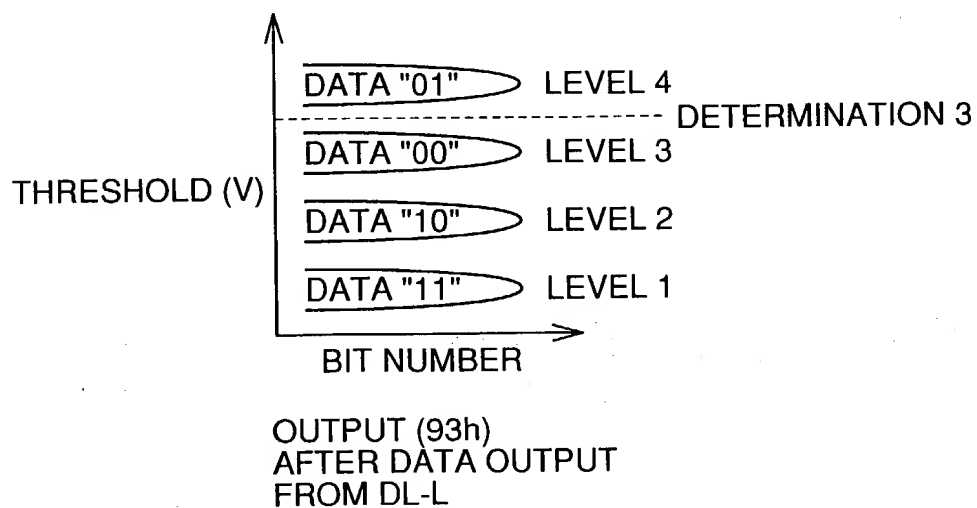 DATA "01" LEVEL 4
DETERMINATION 3
DATA "00" LEVEL 3
THRESHOLD (V)
DATA "10" LEVEL 2
DATA "11" LEVEL 1
BIT NUMBER
OUTPUT (93h)
AFTER DATA OUTPUT
FROM DL-L